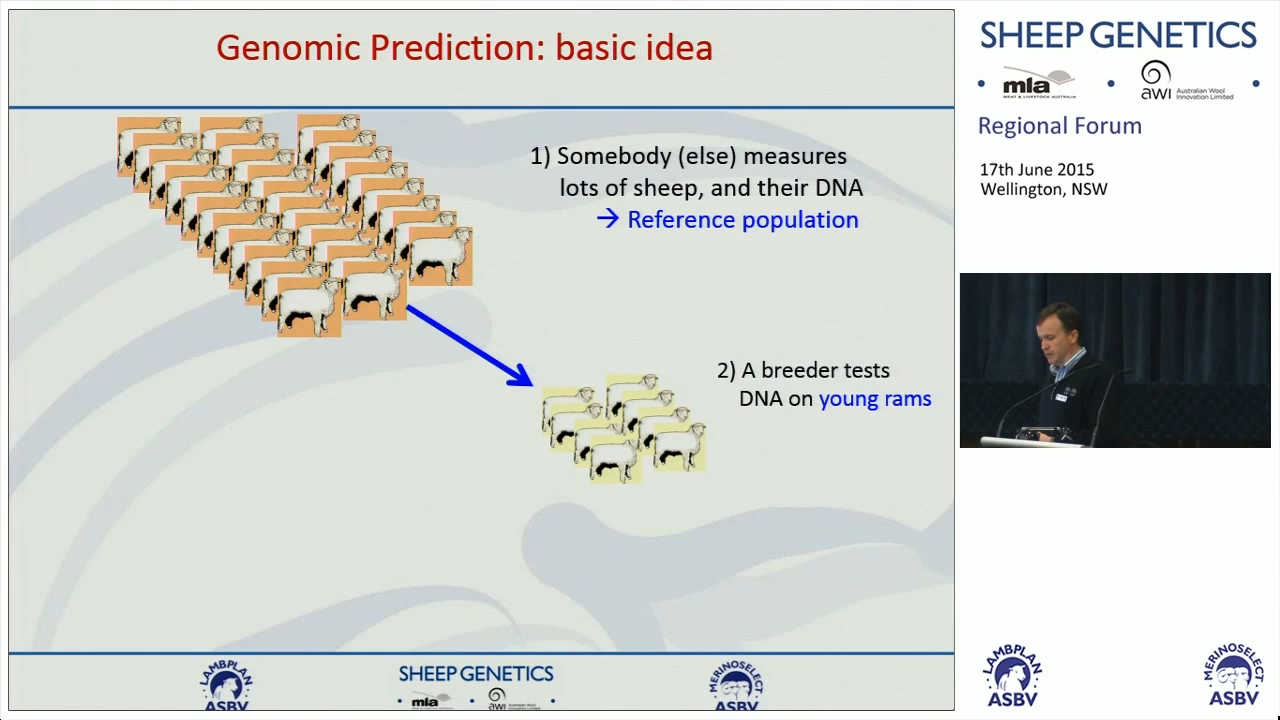 Genomic Prediction: basic idea
1) Somebody (else) measures
lots of sheep, and their DNA
→ Reference population
2) A breeder tests
DNA on young rams
LAMBPLAN
ASBV
SHEEP GENETICS
mla
awi
MERINOSELECT
ASBV
SHEEP GENETICS
mla
MEAT & LIVESTOCK AUSTRALIA
awi
Australian Wool
Innovation Limited
Regional Forum
17th June 2015
Wellington, NSW
LAMBPLAN
ASBV
MERINOSELECT
ASBV